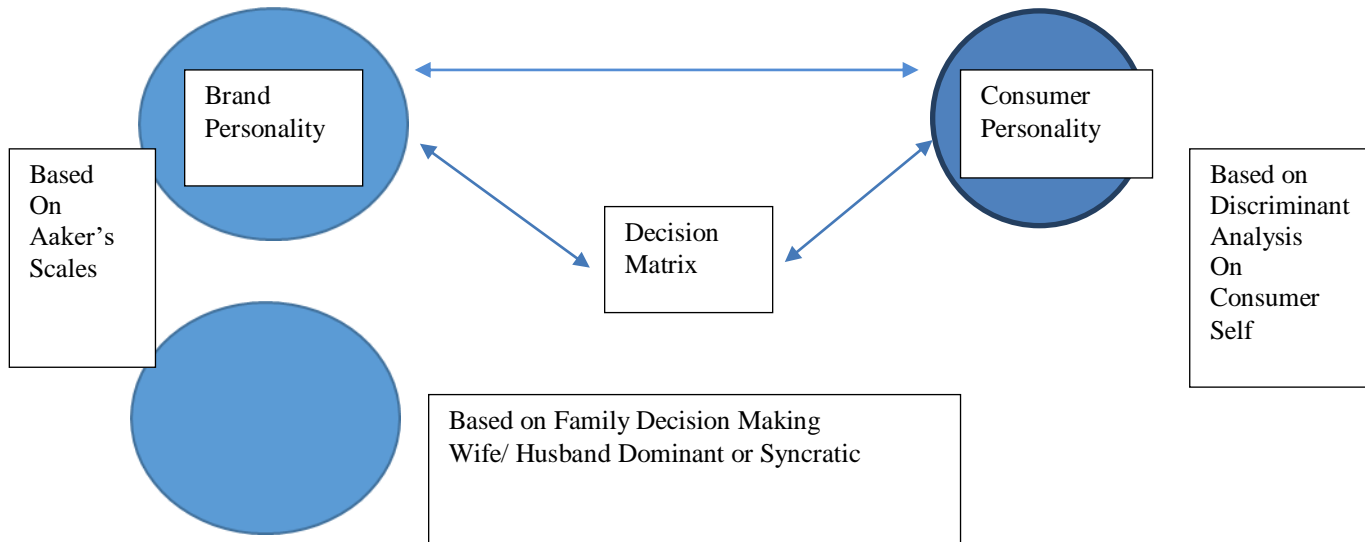 Brand
Personality
Consumer
Personality
Based
On
Aaker’s
Scales
Decision
Matrix
Based on
Discriminant
Analysis
On
Consumer
Self
Based on Family Decision Making
Wife/ Husband Dominant or Syncratic